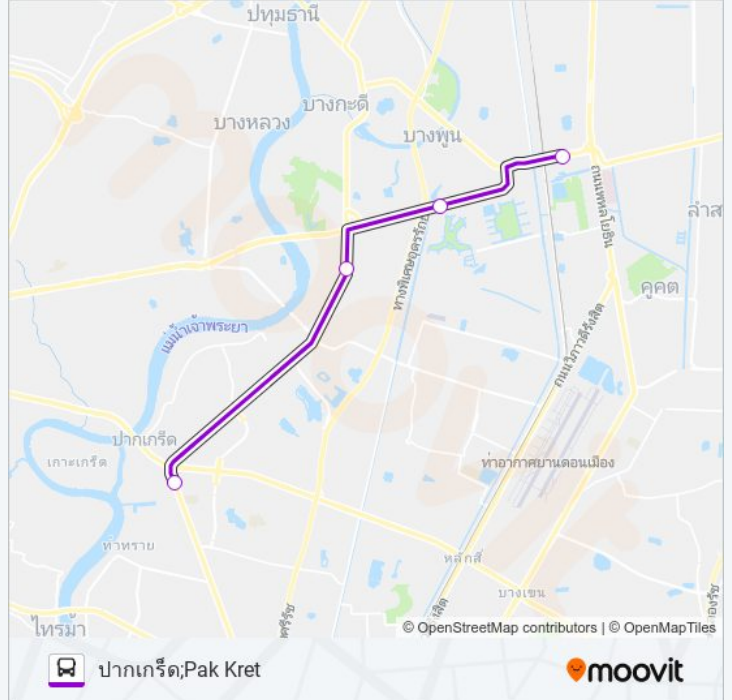 ปทุมธานี
บางกะดี
บางหลวง
บางพูน
ถนนพหลโยธิน
ลำส
ทางพิเศษอุดรรัถย
คูคต
แม่น้ำเจ้าพระยา
ถนนวิภาวดีรังสิต
ปากเกร็ด
เกาะเกร็ด
ท่าอากาศยานดอนเมือง
ท่าทราย
หลักสี่
บางเขน
ไทรม้า
© OpenStreetMap contributors | © OpenMapTiles
ปากเกร็ด;Pak Kret
moovit